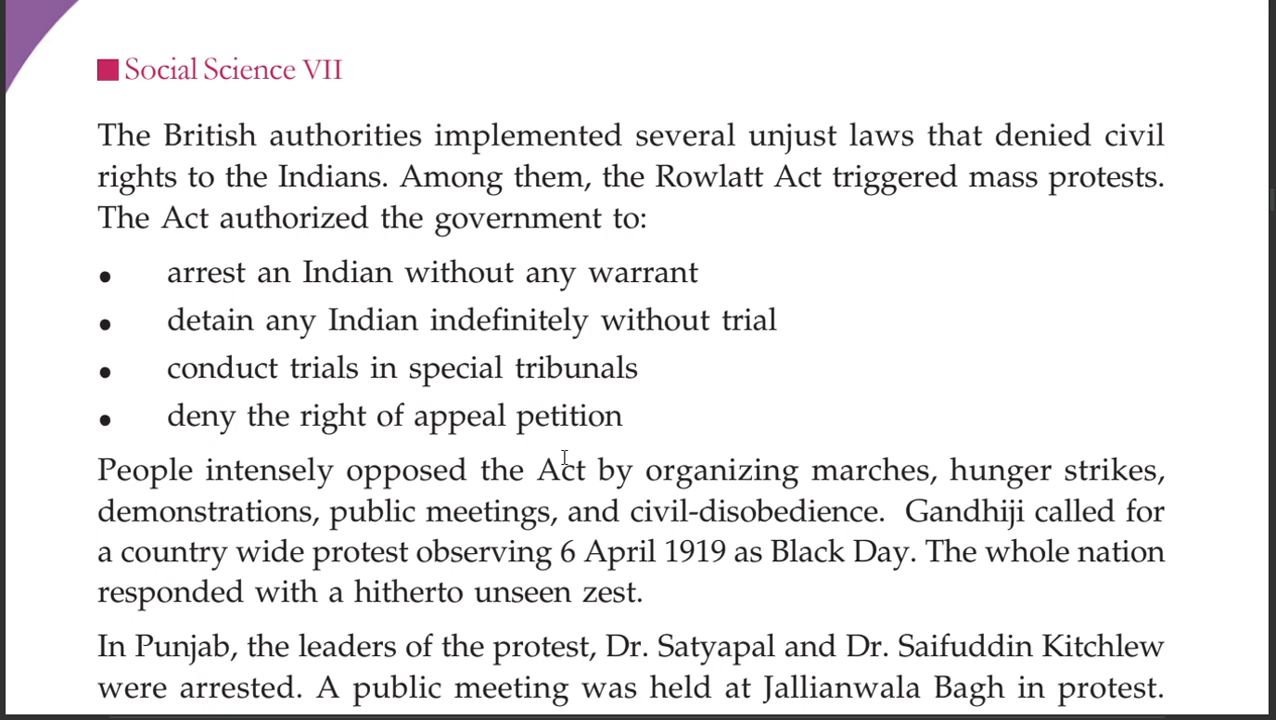 Social Science VII
The British authorities implemented several unjust laws that denied civil
rights to the Indians. Among them, the Rowlatt Act triggered mass protests.
The Act authorized the government to:
• arrest an Indian without any warrant
• detain any Indian indefinitely without trial
• conduct trials in special tribunals
• deny the right of appeal petition
People intensely opposed the Act by organizing marches, hunger strikes,
demonstrations, public meetings, and civil-disobedience. Gandhiji called for
a country wide protest observing 6 April 1919 as Black Day. The whole nation
responded with a hitherto unseen zest.
In Punjab, the leaders of the protest, Dr. Satyapal and Dr. Saifuddin Kitchlew
were arrested. A public meeting was held at Jallianwala Bagh in protest.